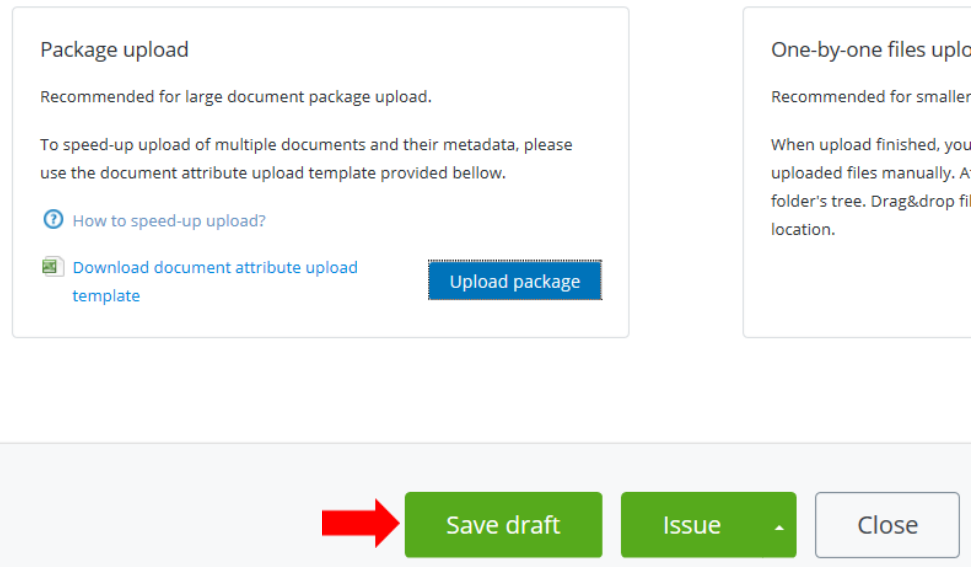 Package upload
Recommended for large document package upload.
To speed-up upload of multiple documents and their metadata, please
use the document attribute upload template provided bellow.
How to speed-up upload?
Download document attribute upload
template
Upload package
One-by-one files
Recommended for smaller
When upload finished, you
uploaded files manually.
folder's tree. Drag&drop
location.
Save draft
Issue
Close